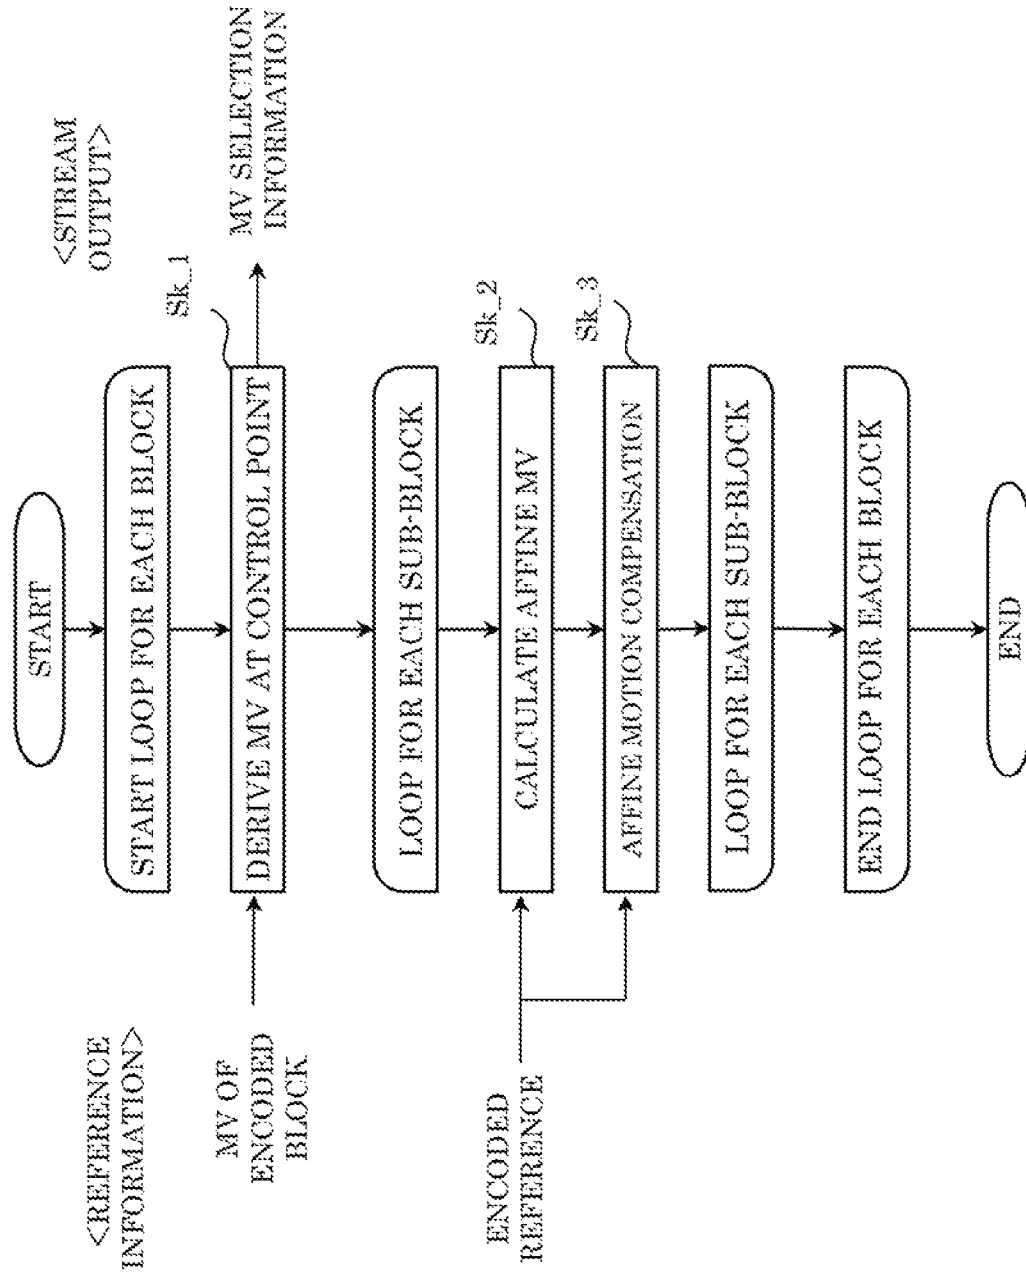 <REFERENCE
INFORMATION>
<STREAM
OUTPUT>
START
START LOOP FOR EACH BLOCK
Sk_1
MV OF
ENCODED
BLOCK
DERIVE MV AT CONTROL POINT
MV SELECTION
INFORMATION
LOOP FOR EACH SUB-BLOCK
Sk_2
ENCODED
REFERENCE
CALCULATE AFFINE MV
Sk_3
AFFINE MOTION COMPENSATION
LOOP FOR EACH SUB-BLOCK
END LOOP FOR EACH BLOCK
END